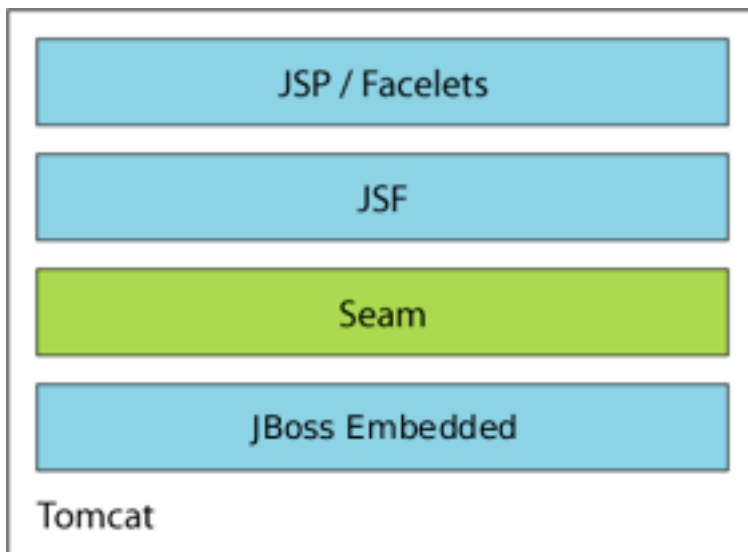 JSP / Facelets
JSF
Seam
JBoss Embedded
Tomcat